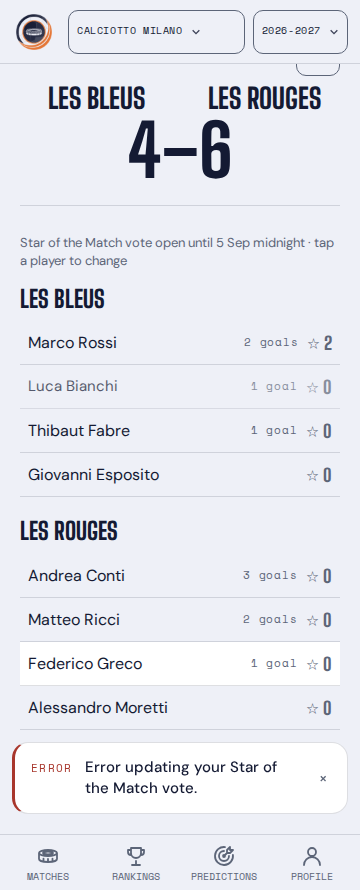 CALCIOTTO MILANO
2026-2027
LES BLEUS LES ROUGES
4–6
Star of the Match vote open until 5 Sep midnight · tap
a player to change
LES BLEUS
Marco Rossi 2 goals ☆ 2
Luca Bianchi 1 goal ☆ 0
Thibaut Fabre 1 goal ☆ 0
Giovanni Esposito ☆ 0
LES ROUGES
Andrea Conti 3 goals ☆ 0
Matteo Ricci 2 goals ☆ 0
Federico Greco 1 goal ☆ 0
Alessandro Moretti ☆ 0
ERROR Error updating your Star of
the Match vote. ×
MATCHES RANKINGS PREDICTIONS PROFILE